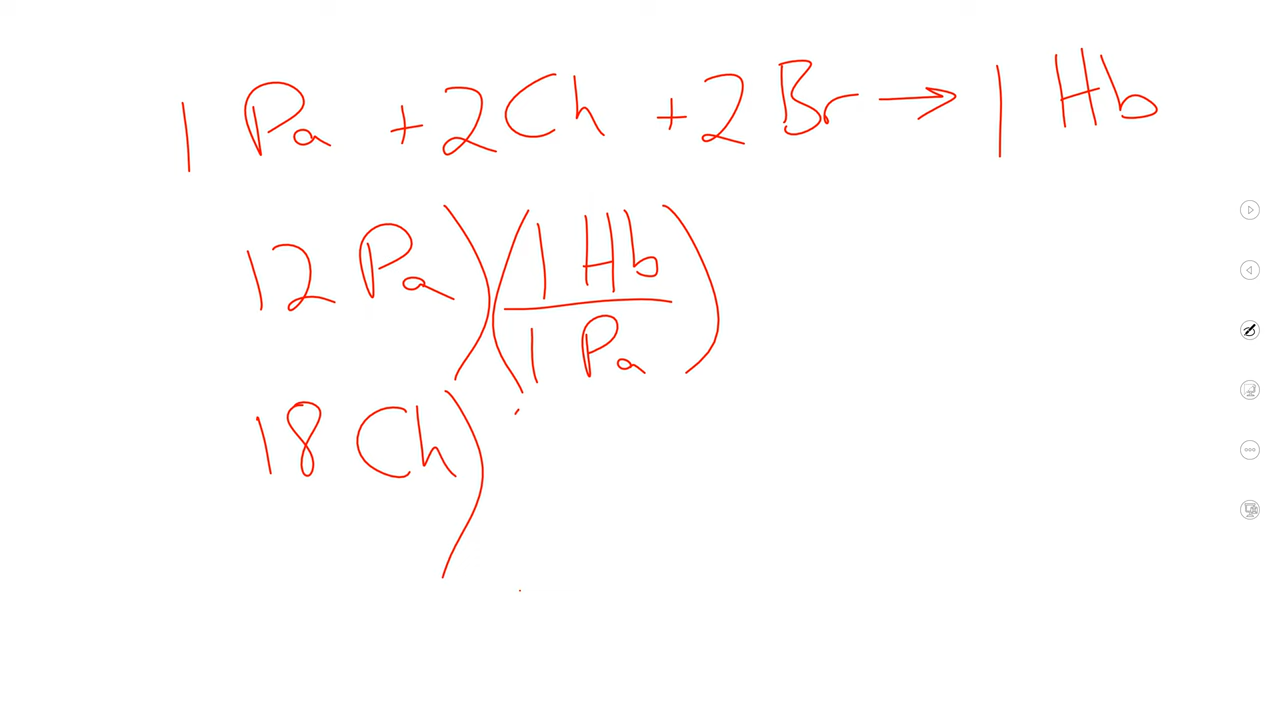 1 Pa + 2 Ch + 2 Br → 1 Hb
12 Pa) (1 Hb / 1 Pa)
18 Ch)